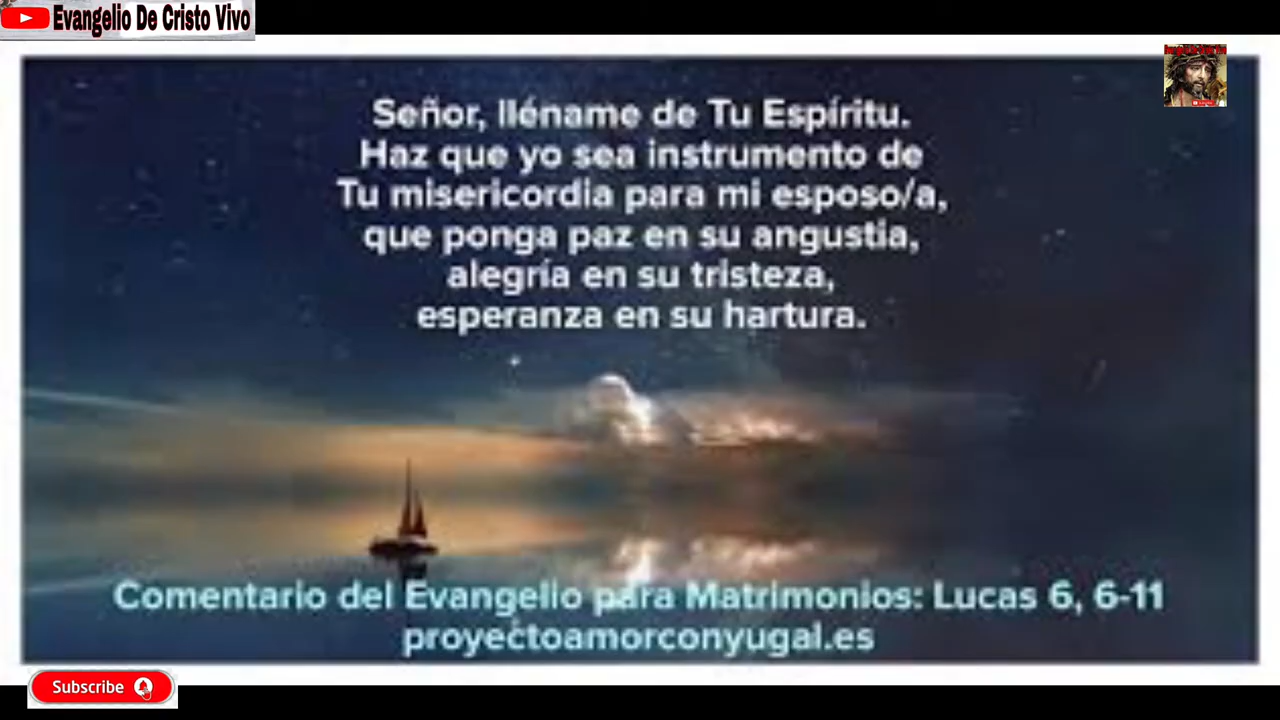 Evangelio De Cristo Vivo
Señor, lléname de Tu Espíritu.
Haz que yo sea instrumento de
Tu misericordia para mi esposo/a,
que ponga paz en su angustia,
alegría en su tristeza,
esperanza en su hartura.
Comentario del Evangelio para Matrimonios: Lucas 6, 6-11
proyectoamorconyugal.es
Subscribe